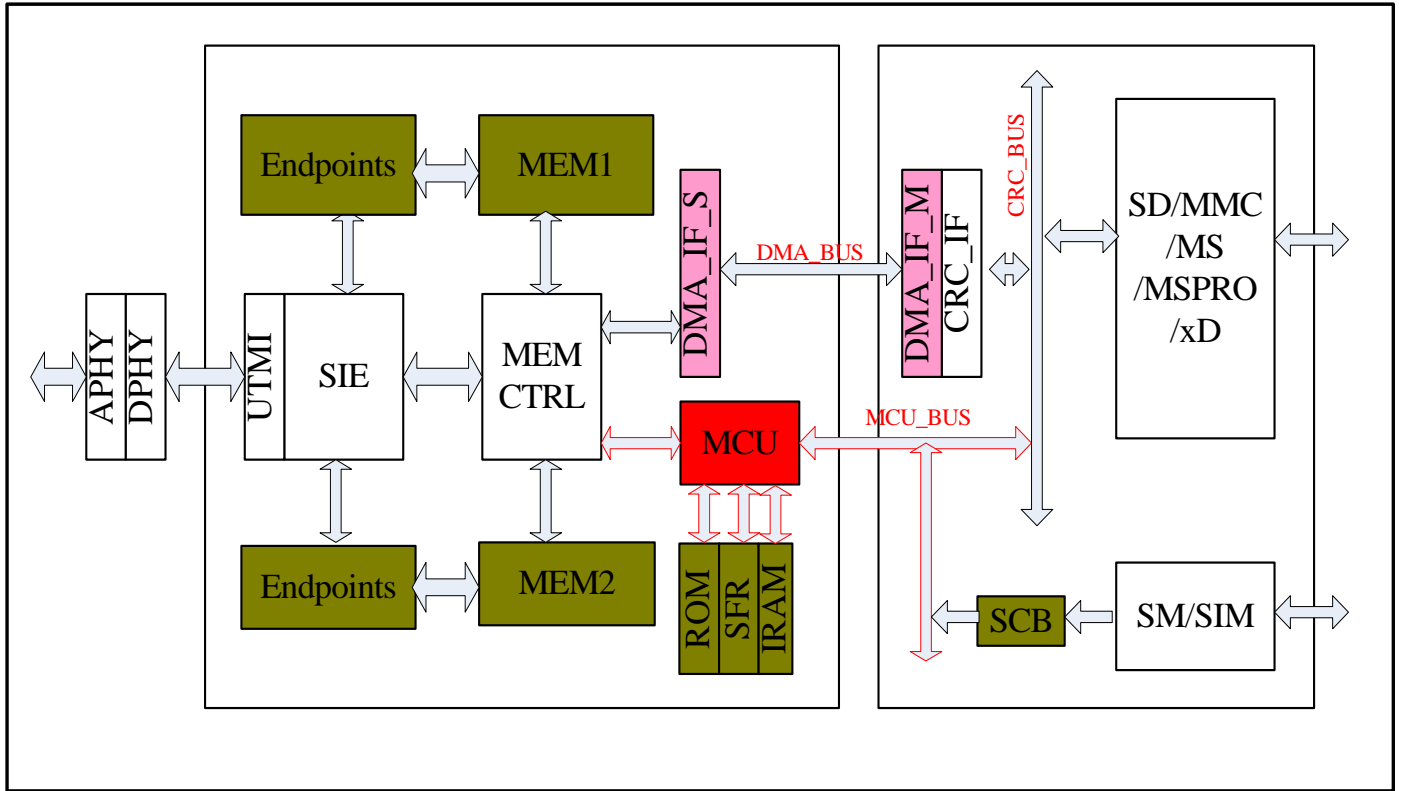 Endpoints
MEM1
DMA_IF_S
DMA_BUS
DMA_IF_M
CRC_IF
CRC_BUS
SD/MMC
/MS
/MSPRO
/xD
APHY
DPHY
UTMI
SIE
MEM
CTRL
MCU
MCU_BUS
Endpoints
MEM2
ROM
SFR
IRAM
SCB
SM/SIM